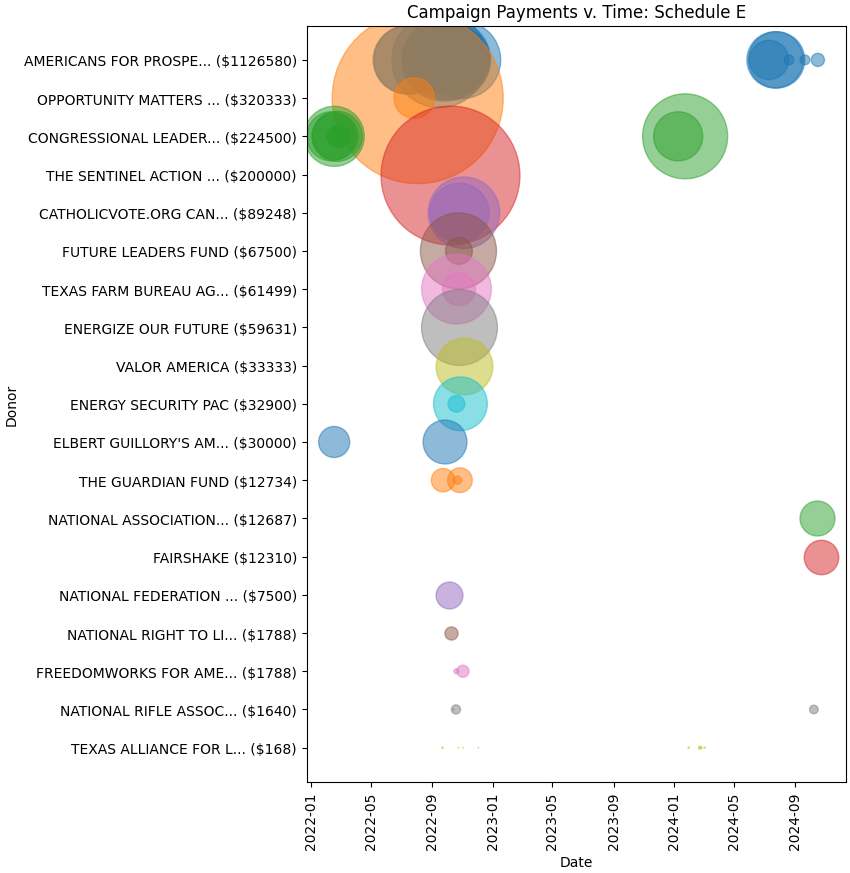 Campaign Payments v. Time: Schedule E
AMERICANS FOR PROSPE... ($1126580)
OPPORTUNITY MATTERS ... ($320333)
CONGRESSIONAL LEADER... ($224500)
THE SENTINEL ACTION ... ($200000)
CATHOLICVOTE.ORG CAN... ($89248)
FUTURE LEADERS FUND ($67500)
TEXAS FARM BUREAU AG... ($61499)
ENERGIZE OUR FUTURE ($59631)
VALOR AMERICA ($33333)
ENERGY SECURITY PAC ($32900)
ELBERT GUILLORY'S AM... ($30000)
THE GUARDIAN FUND ($12734)
NATIONAL ASSOCIATION... ($12687)
FAIRSHAKE ($12310)
NATIONAL FEDERATION ... ($7500)
NATIONAL RIGHT TO LI... ($1788)
FREEDOMWORKS FOR AME... ($1788)
NATIONAL RIFLE ASSOC... ($1640)
TEXAS ALLIANCE FOR L... ($168)
Donor
2022-01
2022-05
2022-09
2023-01
2023-05
2023-09
2024-01
2024-05
2024-09
Date